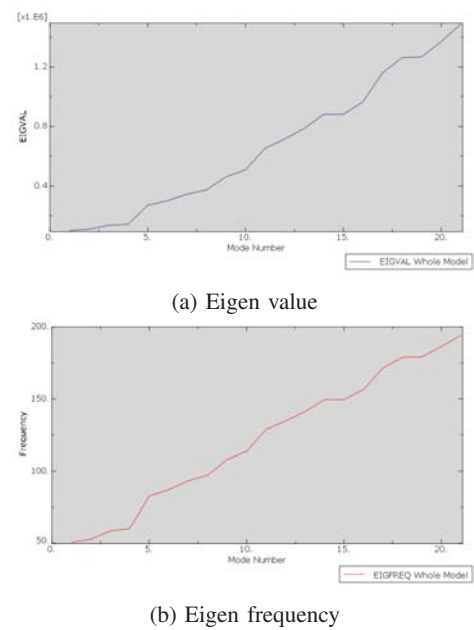 [x1.E6]
1.2
0.8
0.4
EIGVAL
0. 5. 10. 15. 20.
Mode Number
EIGVAL Whole Model
(a) Eigen value
200.
150.
100.
50.
Frequency
0. 5. 10. 15. 20.
Mode Number
EIGFREQ Whole Model
(b) Eigen frequency